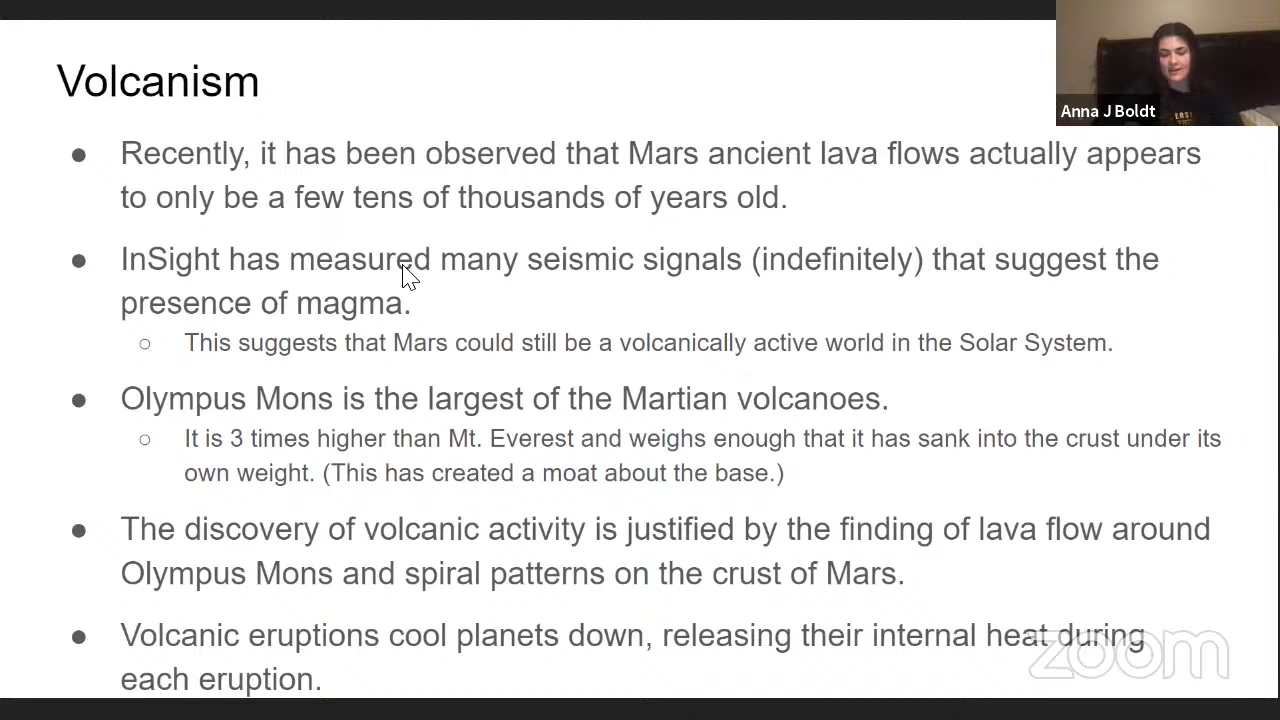 Volcanism
Anna J Boldt
● Recently, it has been observed that Mars ancient lava flows actually appears
to only be a few tens of thousands of years old.
● InSight has measured many seismic signals (indefinitely) that suggest the
presence of magma.
○ This suggests that Mars could still be a volcanically active world in the Solar System.
● Olympus Mons is the largest of the Martian volcanoes.
○ It is 3 times higher than Mt. Everest and weighs enough that it has sank into the crust under its
own weight. (This has created a moat about the base.)
● The discovery of volcanic activity is justified by the finding of lava flow around
Olympus Mons and spiral patterns on the crust of Mars.
● Volcanic eruptions cool planets down, releasing their internal heat during
each eruption.
zoom